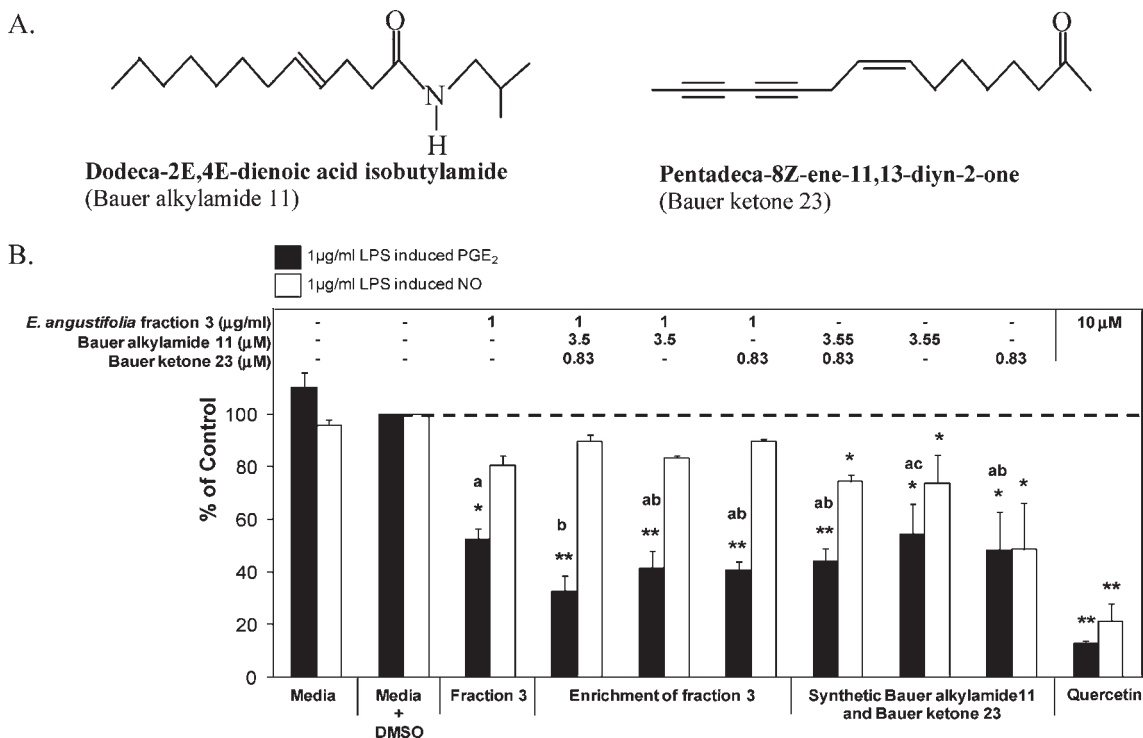 A.
O
N
H
Dodeca-2E,4E-dienoic acid isobutylamide
(Bauer alkylamide 11)
O
Pentadeca-8Z-ene-11,13-diyn-2-one
(Bauer ketone 23)
B.
1µg/ml LPS induced PGE2
1µg/ml LPS induced NO
E. angustifolia fraction 3 (µg/ml) - - 1 1 1 1 - - - 10 µM
Bauer alkylamide 11 (µM) - - - 3.5 3.5 - 3.55 3.55 -
Bauer ketone 23 (µM) - - - 0.83 - 0.83 0.83 - 0.83
% of Control
100
80
60
40
20
0
a
*
b
**
ab
**
ab
**
ab
**
*
ac
*
*
ab
*
*
**
**
Media
Media
+
DMSO
Fraction 3
Enrichment of fraction 3
Synthetic Bauer alkylamide11
and Bauer ketone 23
Quercetin